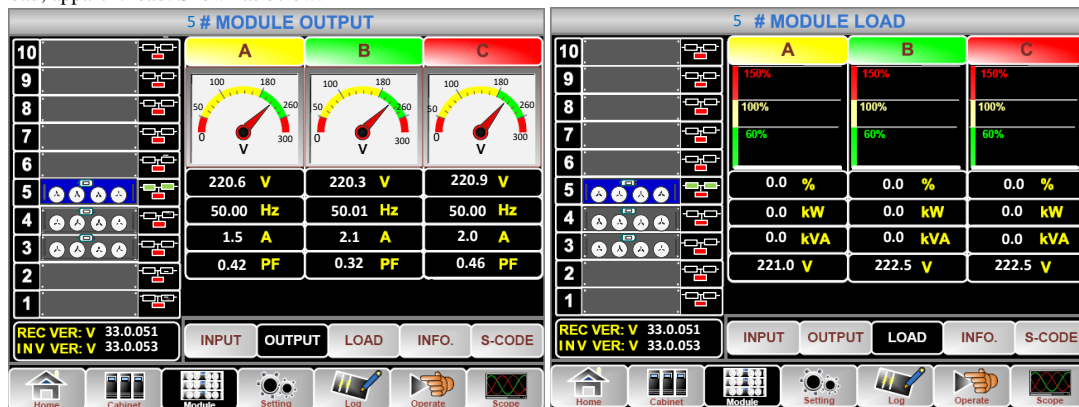 5 # MODULE OUTPUT
10
9
8
7
6
5
4
3
2
1
A B C
0 50 100 180 260 300
V
0 50 100 180 260 300
V
0 50 100 180 260 300
V
220.6 V 220.3 V 220.9 V
50.00 Hz 50.01 Hz 50.00 Hz
1.5 A 2.1 A 2.0 A
0.42 PF 0.32 PF 0.46 PF
REC VER: V 33.0.051
INV VER: V 33.0.053
INPUT OUTPUT LOAD INFO. S-CODE
Home Cabinet Module Setting Log Operate Scope
5 # MODULE LOAD
10
9
8
7
6
5
4
3
2
1
A B C
150% 150% 150%
100% 100% 100%
60% 60% 60%
0.0 % 0.0 % 0.0 %
0.0 kW 0.0 kW 0.0 kW
0.0 kVA 0.0 kVA 0.0 kVA
221.0 V 222.5 V 222.5 V
REC VER: V 33.0.051
INV VER: V 33.0.053
INPUT OUTPUT LOAD INFO. S-CODE
Home Cabinet Module Setting Log Operate Scope